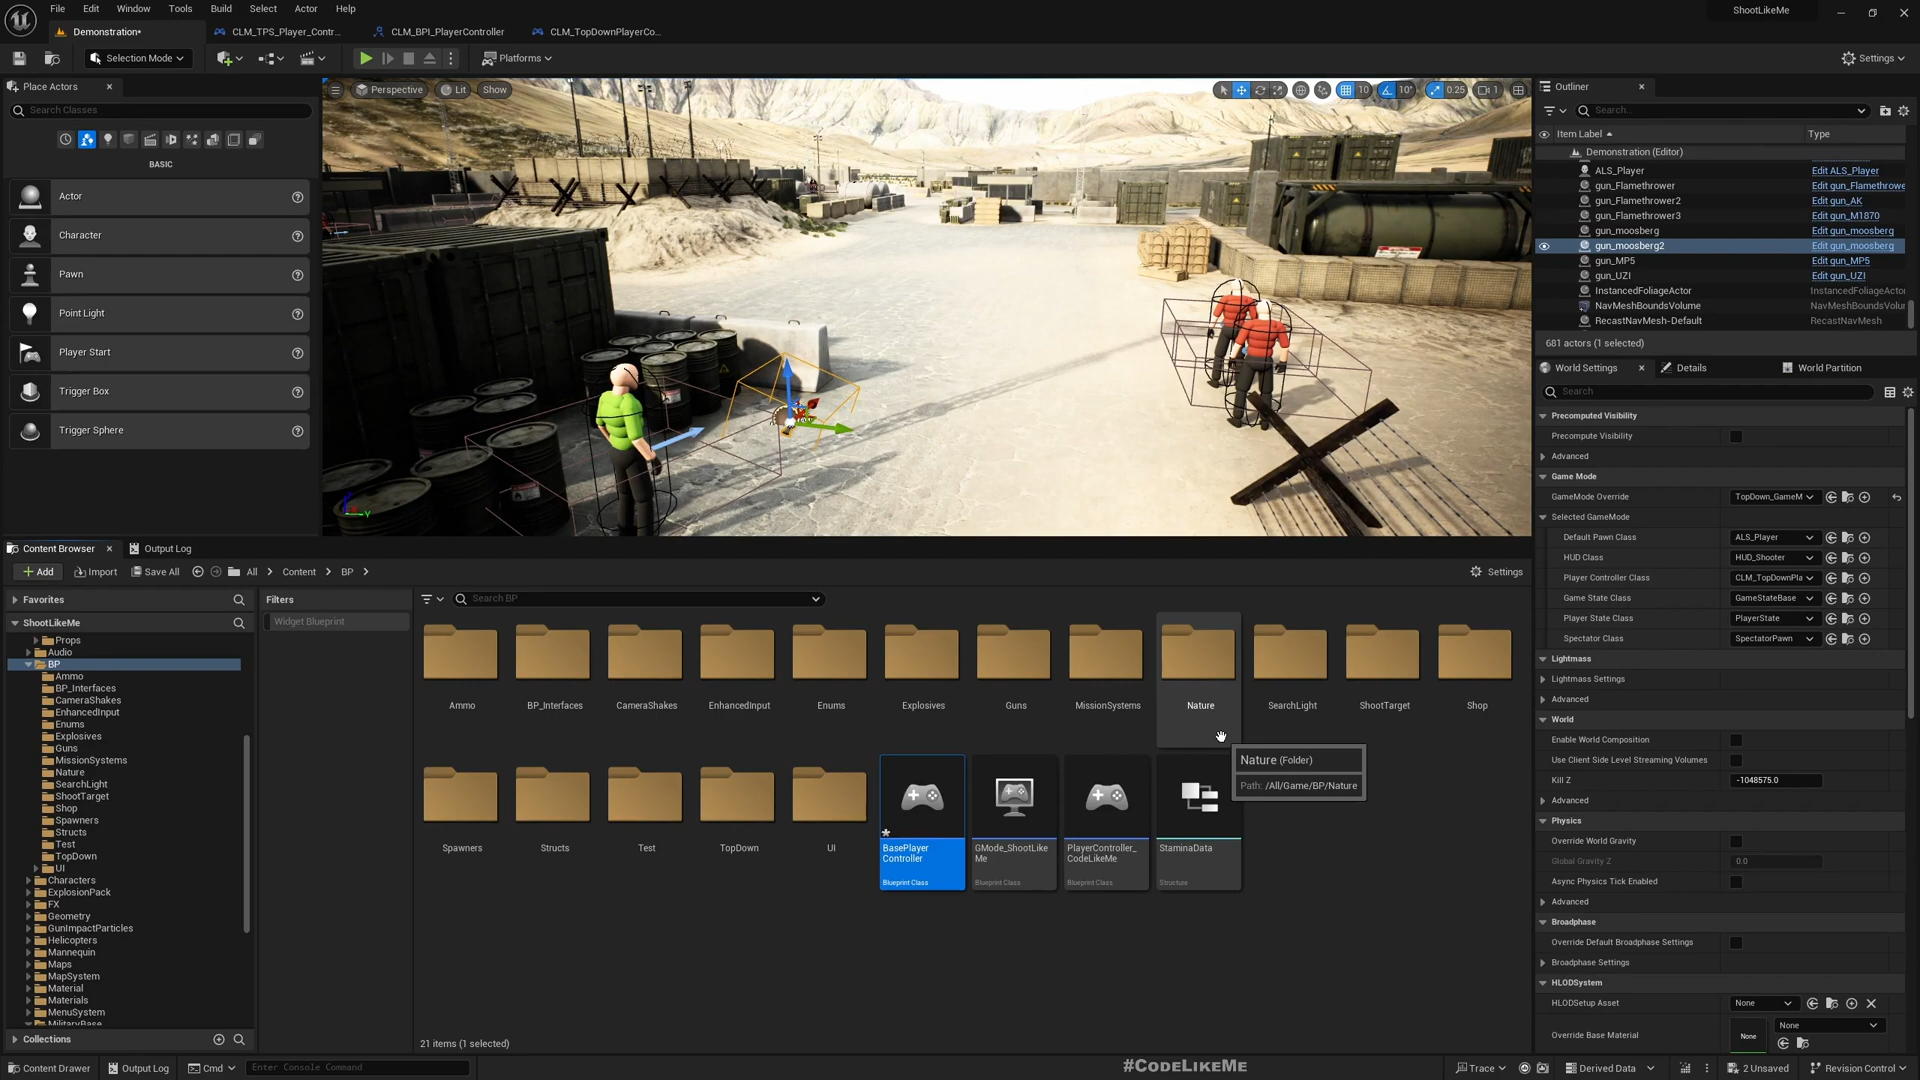 File Edit Window Tools Build Select Actor Help
ShootLikeMe
Demonstration*
CLM_TPS_Player_Contr...
CLM_BPI_PlayerController
CLM_TopDownPlayerCo...
Selection Mode
Platforms
Settings
Place Actors
Search Classes
BASIC
Actor
Character
Pawn
Point Light
Player Start
Trigger Box
Trigger Sphere
Perspective
Lit
Show
10
10°
0.25
1
Outliner
Search...
Item Label
Type
Demonstration (Editor)
ALS_Player Edit ALS_Player
gun_Flamethrower Edit gun_Flamethrowe
gun_Flamethrower2 Edit gun_AK
gun_Flamethrower3 Edit gun_M1870
gun_moosberg Edit gun_moosberg
gun_moosberg2 Edit gun_moosberg
gun_MP5 Edit gun_MP5
gun_UZI Edit gun_UZI
InstancedFoliageActor InstancedFoliageActor
NavMeshBoundsVolume NavMeshBoundsVolur
RecastNavMesh-Default RecastNavMesh
681 actors (1 selected)
World Settings
Details
World Partition
Search
Precomputed Visibility
Precompute Visibility
Advanced
Game Mode
GameMode Override TopDown_GameM
Selected GameMode
Default Pawn Class ALS_Player
HUD Class HUD_Shooter
Player Controller Class CLM_TopDownPla
Game State Class GameStateBase
Player State Class PlayerState
Spectator Class SpectatorPawn
Lightmass
Lightmass Settings
Advanced
World
Enable World Composition
Use Client Side Level Streaming Volumes
Kill Z -1048575.0
Advanced
Physics
Override World Gravity
Global Gravity Z 0.0
Async Physics Tick Enabled
Advanced
Broadphase
Override Default Broadphase Settings
Broadphase Settings
HLODSystem
HLODSetup Asset None
Override Base Material None None
Content Browser
Output Log
Add
Import
Save All
All
Content
BP
Settings
Favorites
ShootLikeMe
Props
Audio
BP
Ammo
BP_Interfaces
CameraShakes
EnhancedInput
Enums
Explosives
Guns
MissionSystems
Nature
SearchLight
ShootTarget
Shop
Spawners
Structs
Test
TopDown
UI
Characters
ExplosionPack
FX
Geometry
GunImpactParticles
Helicopters
Mannequin
Maps
MapSystem
Material
Materials
MenuSystem
MilitaryBase
Collections
Filters
Widget Blueprint
Search BP
Ammo
BP_Interfaces
CameraShakes
EnhancedInput
Enums
Explosives
Guns
MissionSystems
Nature
SearchLight
ShootTarget
Shop
Spawners
Structs
Test
TopDown
UI
BasePlayer
Controller
Blueprint Class
GMode_ShootLike
Me
Blueprint Class
PlayerController_
CodeLikeMe
Blueprint Class
StaminaData
Structure
Nature (Folder)
Path: /All/Game/BP/Nature
21 items (1 selected)
Content Drawer
Output Log
Cmd
Enter Console Command
#CODELIKEME
Trace
Derived Data
2 Unsaved
Revision Control